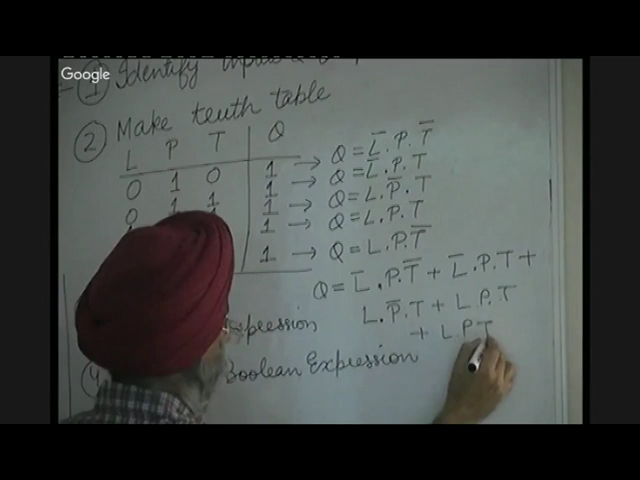 Google
① Identify
② Make truth table
L P T Q
0 1 0 1 → Q = L̅.P.T̅
0 1 1 1 → Q = L̅.P.T
1 → Q = L.P̅.T
1 → Q = L.P.T
1 → Q = L.P.T̅
Q = L̅.P.T̅ + L̅.P.T +
L.P̅.T + L.P.T
+ L.P.T
Boolean Expression